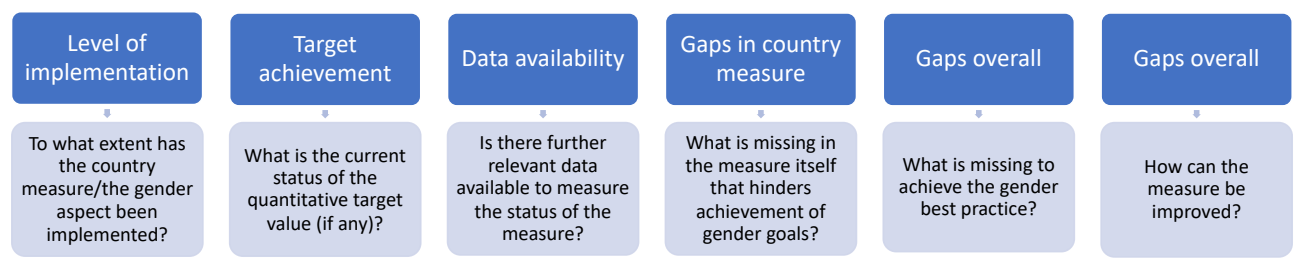 Level of
implementation
To what extent has
the country
measure/the gender
aspect been
implemented?
Target
achievement
What is the current
status of the
quantitative target
value (if any)?
Data availability
Is there further
relevant data
available to measure
the status of the
measure?
Gaps in country
measure
What is missing in
the measure itself
that hinders
achievement of
gender goals?
Gaps overall
What is missing to
achieve the gender
best practice?
Gaps overall
How can the
measure be
improved?